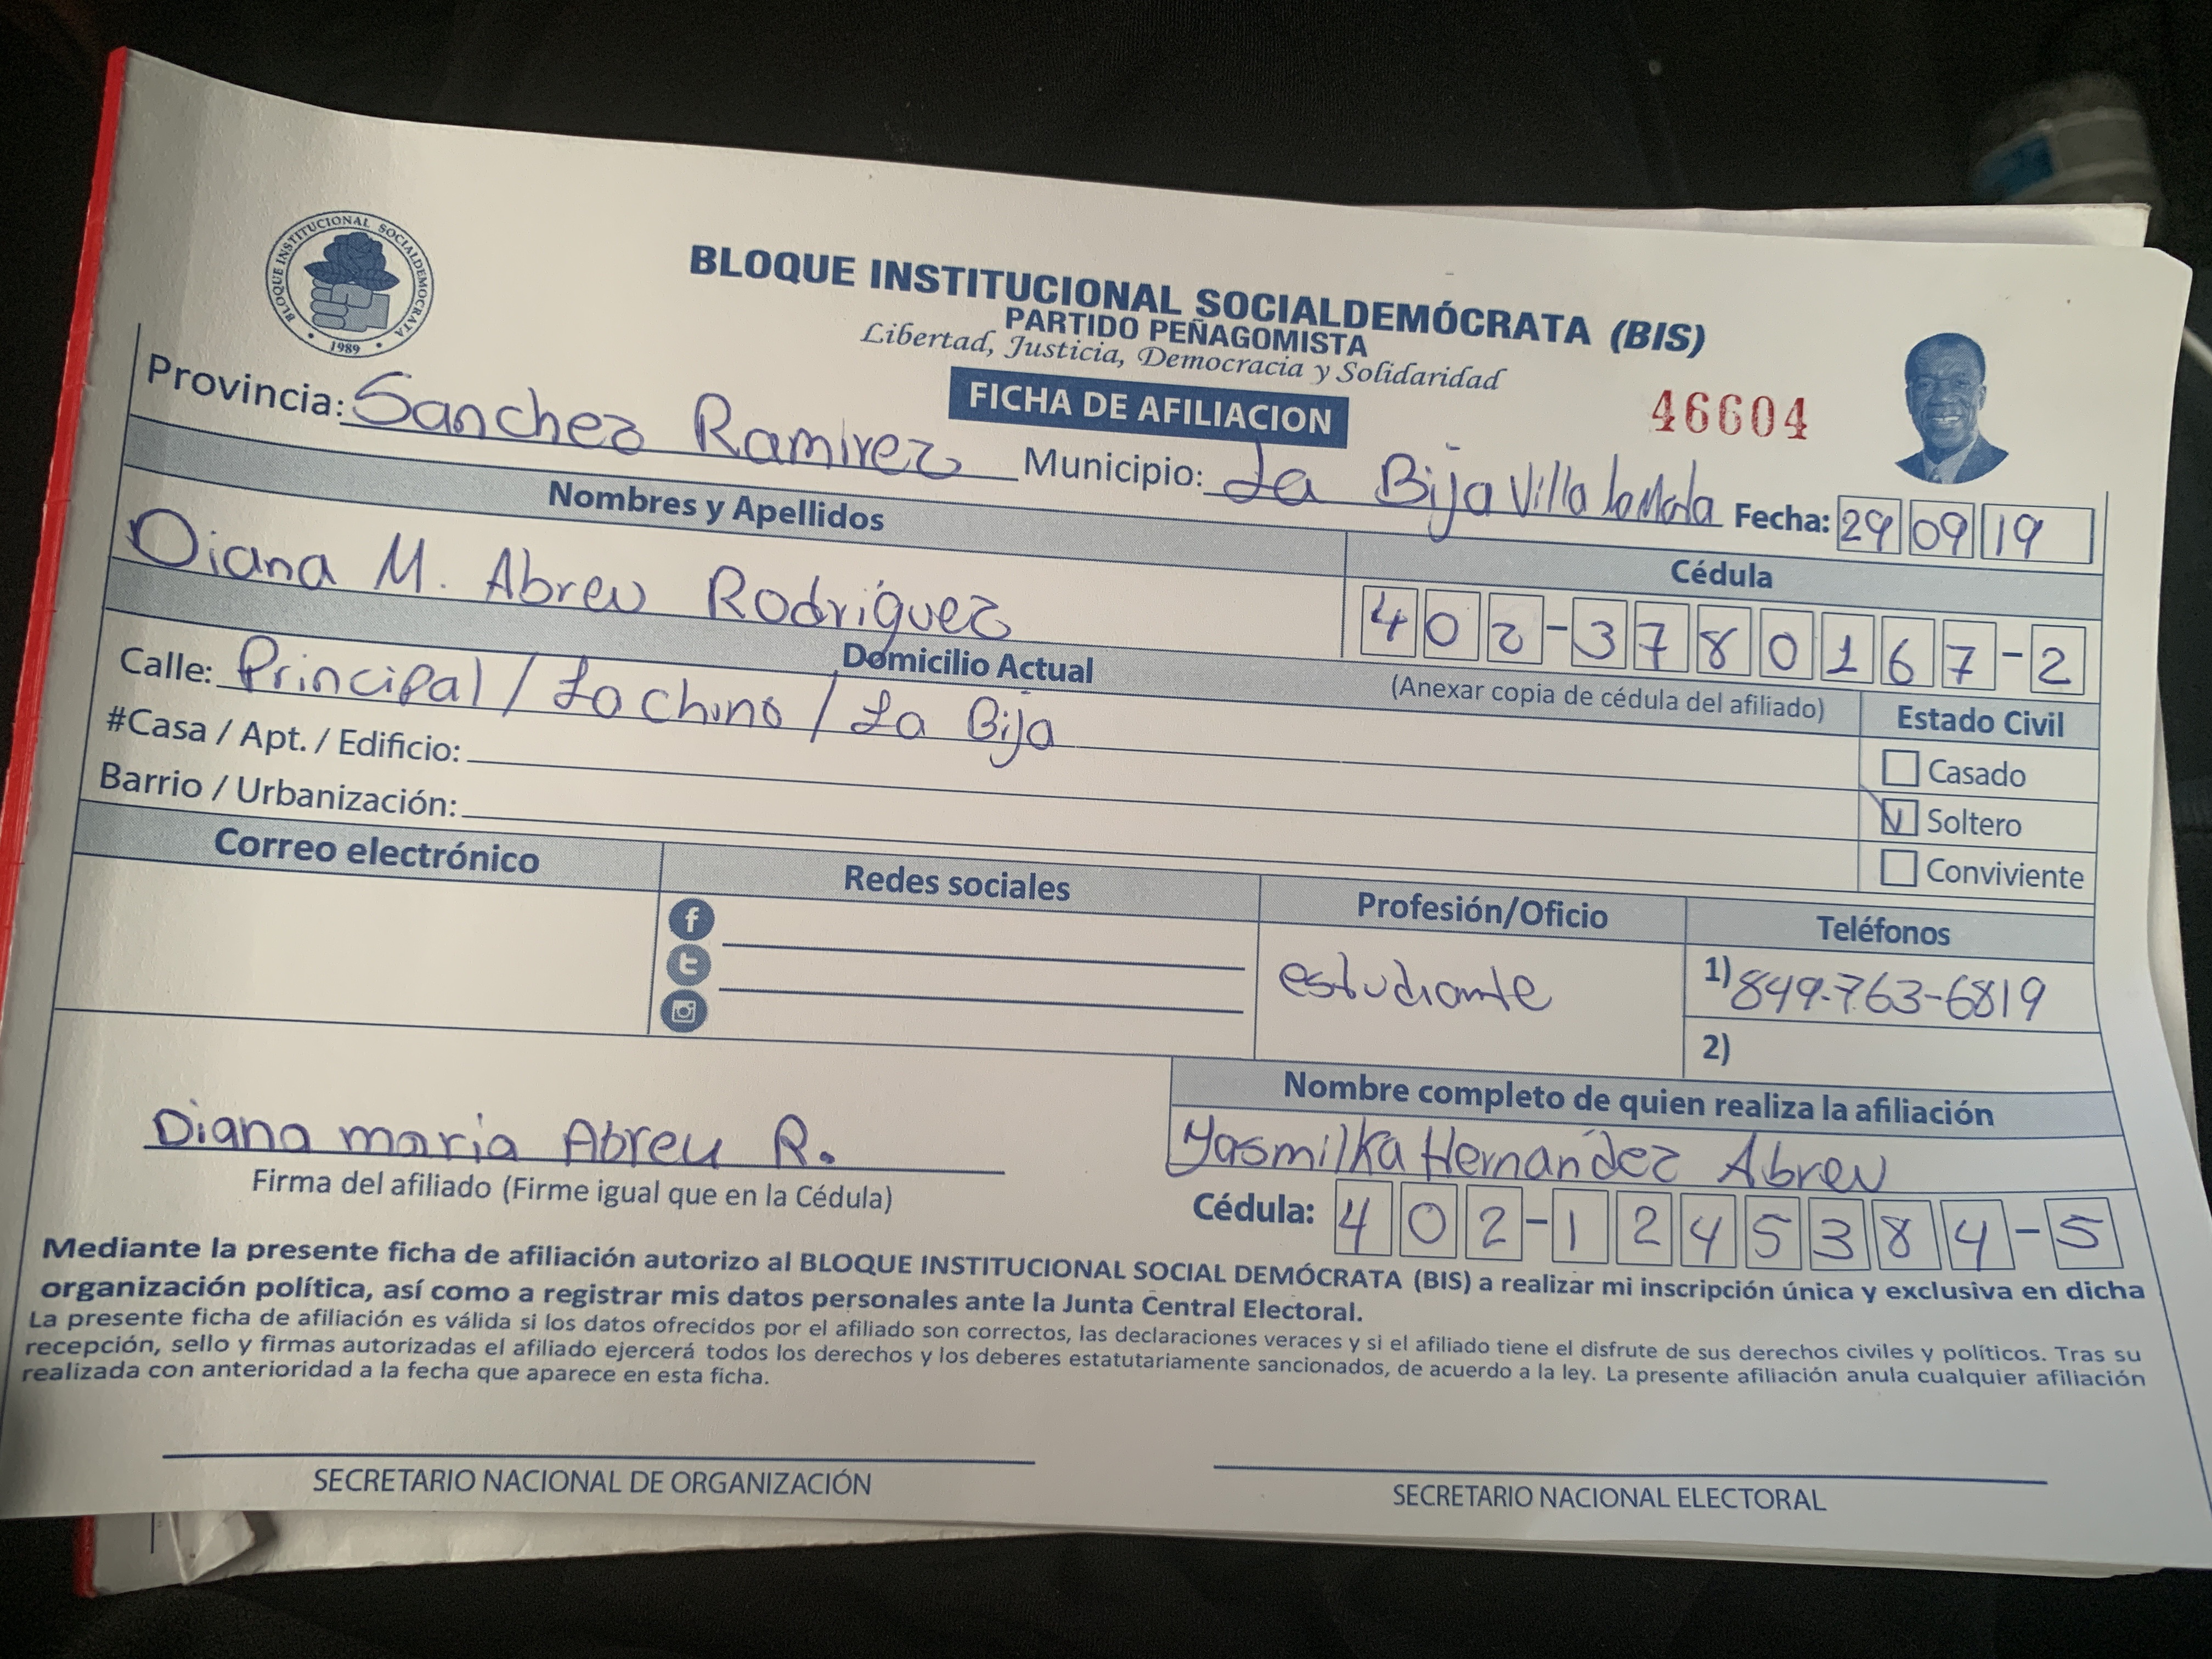 BLOQUE INSTITUCIONAL SOCIALDEMOCRATA
1989
BLOQUE INSTITUCIONAL SOCIALDEMÓCRATA (BIS)
PARTIDO PEÑAGOMISTA
Libertad, Justicia, Democracia y Solidaridad
FICHA DE AFILIACION
46604
Provincia: Sanchez Ramirez Municipio: La Bija Villa la Mata Fecha: 29 09 19
Nombres y Apellidos
Cédula
Diana M. Abreu Rodríguez
402-3780167-2
Domicilio Actual
(Anexar copia de cédula del afiliado)
Calle: Principal / La / La Bija
#Casa / Apt. / Edificio:
Barrio / Urbanización:
Estado Civil
Casado
Soltero
Conviviente
Correo electrónico
Redes sociales
Profesión/Oficio
Teléfonos
estudiante
1) 849-763-6819
2)
Nombre completo de quien realiza la afiliación
Diana maria Abreu R.
Yasmilka Hernández Abreu
Firma del afiliado (Firme igual que en la Cédula)
Cédula: 402-1245384-5
Mediante la presente ficha de afiliación autorizo al BLOQUE INSTITUCIONAL SOCIAL DEMÓCRATA (BIS) a realizar mi inscripción única y exclusiva en dicha
organización política, así como a registrar mis datos personales ante la Junta Central Electoral.
La presente ficha de afiliación es válida si los datos ofrecidos por el afiliado son correctos, las declaraciones veraces y si el afiliado tiene el disfrute de sus derechos civiles y políticos. Tras su
recepción, sello y firmas autorizadas el afiliado ejercerá todos los derechos y los deberes estatutariamente sancionados, de acuerdo a la ley. La presente afiliación anula cualquier afiliación
realizada con anterioridad a la fecha que aparece en esta ficha.
SECRETARIO NACIONAL DE ORGANIZACIÓN
SECRETARIO NACIONAL ELECTORAL